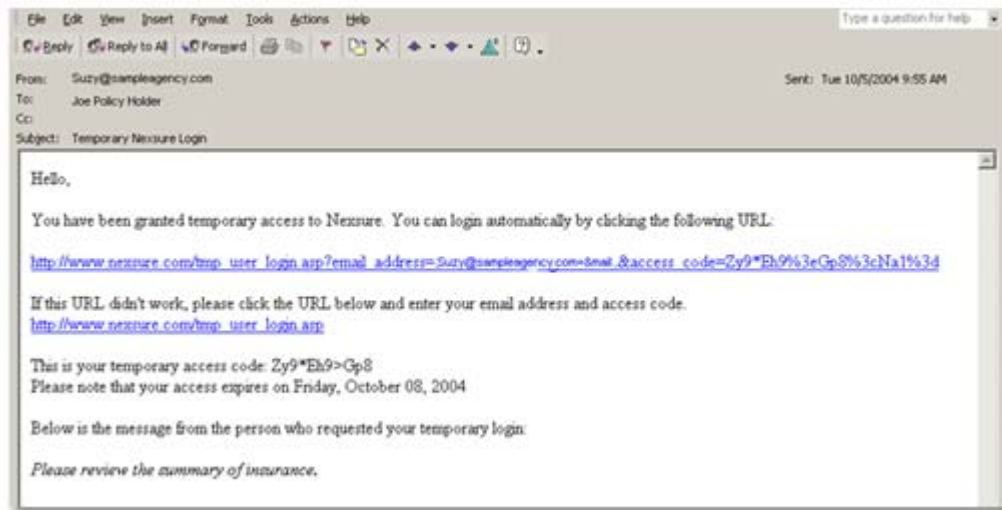 File Edit View Insert Format Tools Actions Help Type a question for help
Reply Reply to All Forward
From: Suzy@sampleagency.com Sent: Tue 10/5/2004 9:55 AM
To: Joe Policy Holder
Cc:
Subject: Temporary Nexsure Login
Hello,
You have been granted temporary access to Nexsure. You can login automatically by clicking the following URL:
http://www.nexsure.com/tmp_user_login.asp?email_address=Suzy@sampleagency.com&mail.&access_code=Zy9*Eh9%3eGp8%3cNa1%3d
If this URL didn't work, please click the URL below and enter your email address and access code.
http://www.nexsure.com/tmp_user_login.asp
This is your temporary access code: Zy9*Eh9>Gp8
Please note that your access expires on Friday, October 08, 2004
Below is the message from the person who requested your temporary login:
Please review the summary of insurance.